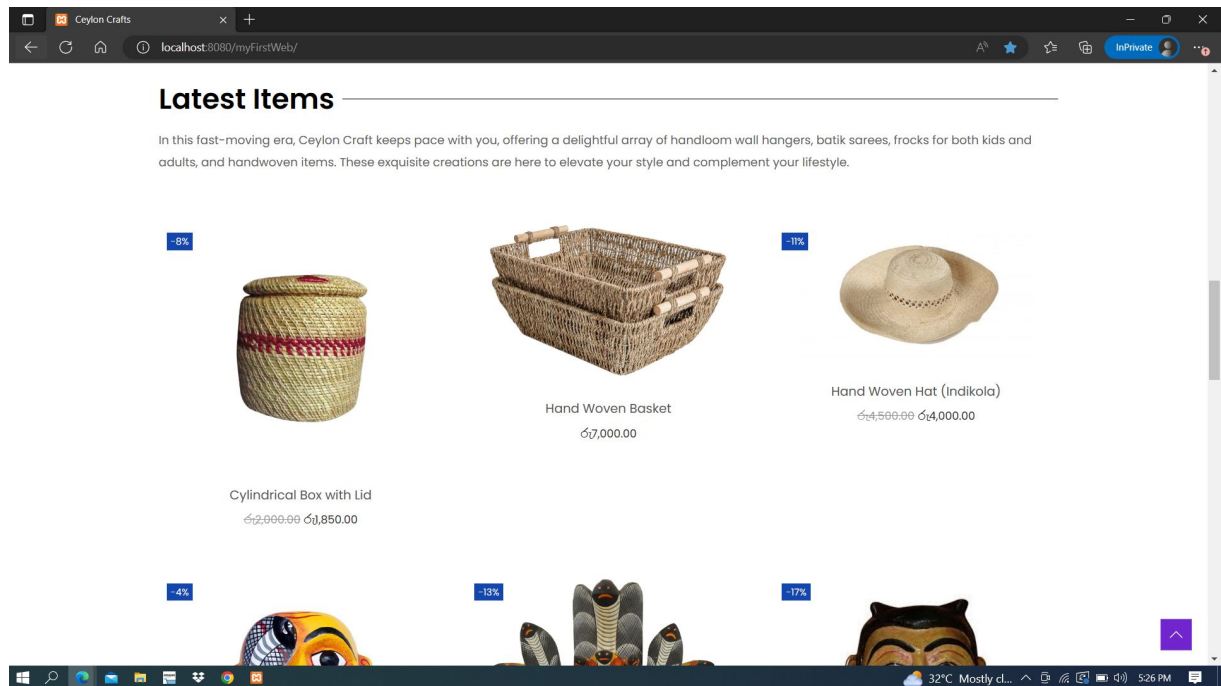 Ceylon Crafts
localhost:8080/myFirstWeb/
InPrivate
Latest Items
In this fast-moving era, Ceylon Craft keeps pace with you, offering a delightful array of handloom wall hangers, batik sarees, frocks for both kids and
adults, and handwoven items. These exquisite creations are here to elevate your style and complement your lifestyle.
-8%
-11%
Hand Woven Hat (Indikola)
රු4,500.00 රු4,000.00
Hand Woven Basket
රු7,000.00
Cylindrical Box with Lid
රු2,000.00 රු1,850.00
-4%
-13%
-17%
32°C Mostly cl...
5:26 PM